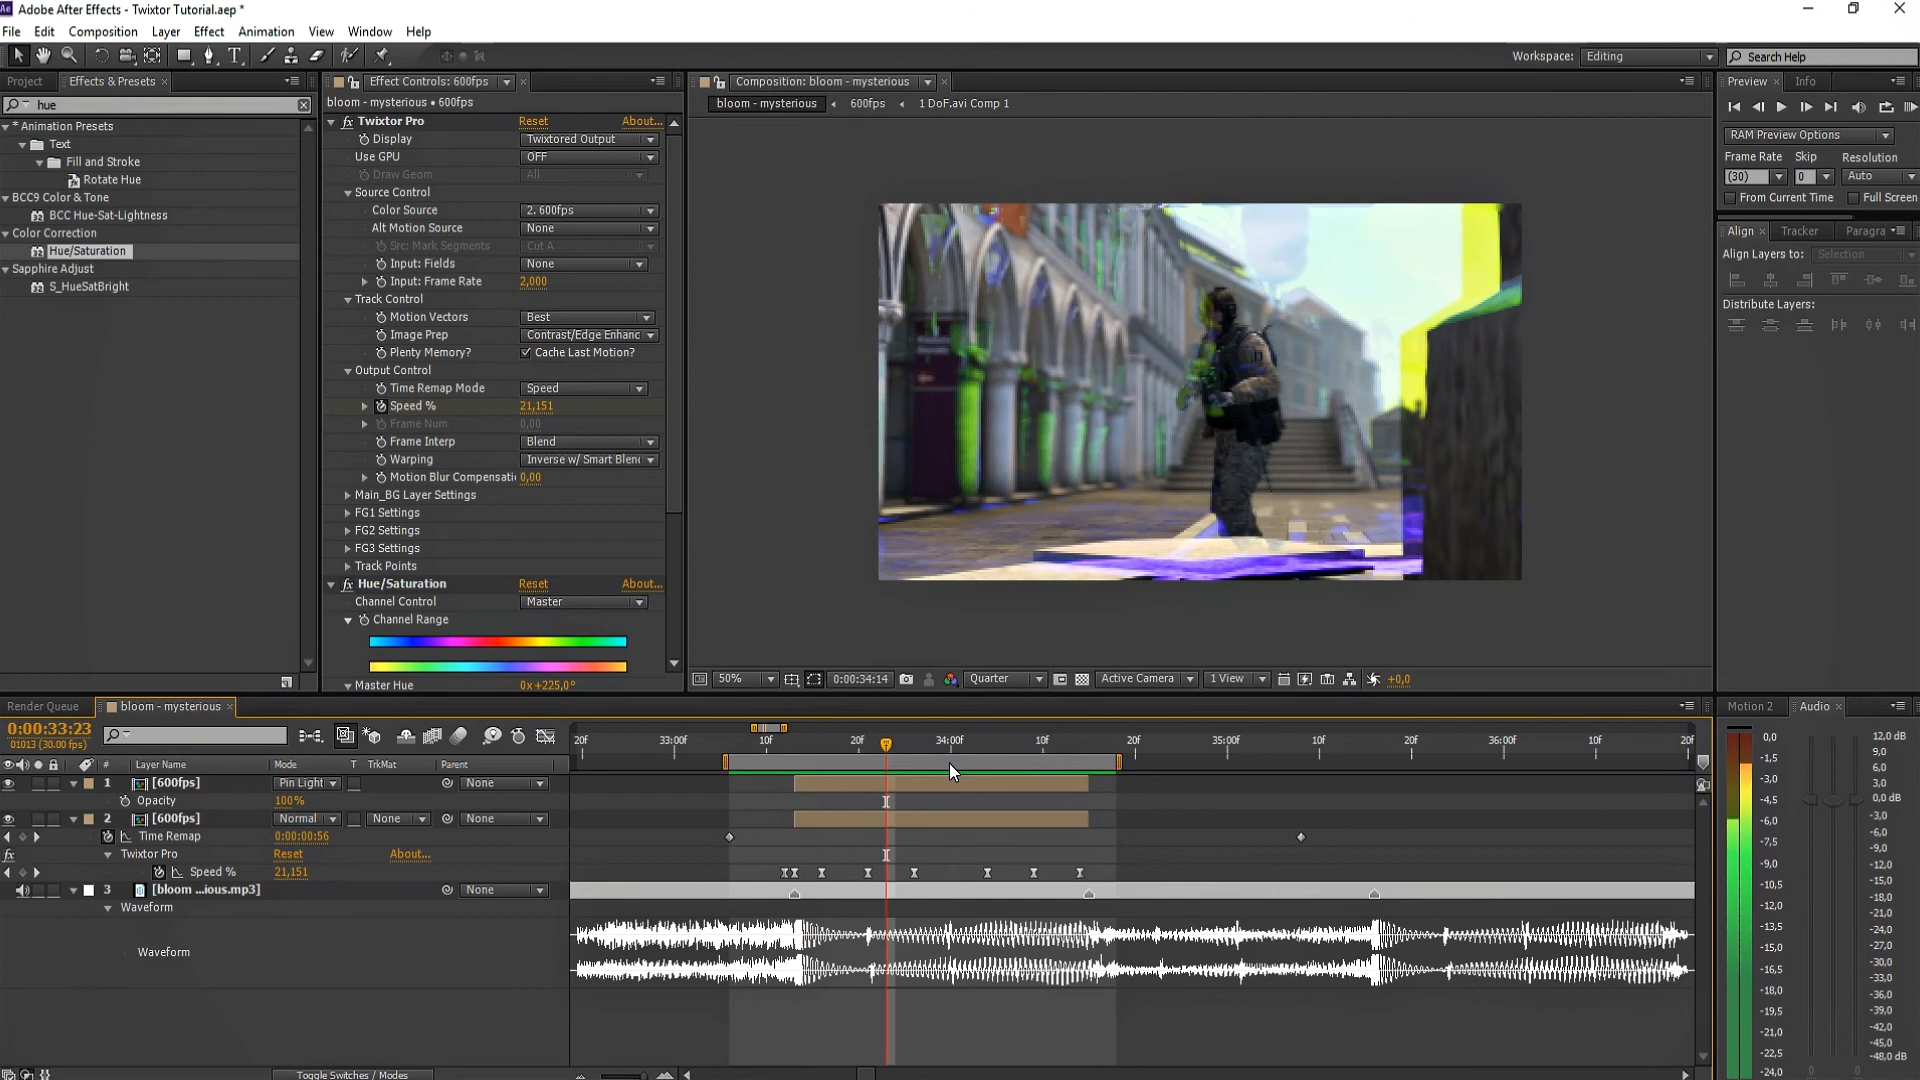 Adobe After Effects - Twixtor Tutorial.aep *
File Edit Composition Layer Effect Animation View Window Help
Workspace: Editing Search Help
Project Effects & Presets
hue
* Animation Presets
Text
Fill and Stroke
Rotate Hue
BCC9 Color & Tone
BCC Hue-Sat-Lightness
Color Correction
Hue/Saturation
Sapphire Adjust
S_HueSatBright
Effect Controls: 600fps
bloom - mysterious • 600fps
Twixtor Pro Reset About...
Display Twixtored Output
Use GPU OFF
Draw Geom All
Source Control
Color Source 2. 600fps
Alt Motion Source None
Src: Mark Segments Cut A
Input: Fields None
Input: Frame Rate 2,000
Track Control
Motion Vectors Best
Image Prep Contrast/Edge Enhanc
Plenty Memory? Cache Last Motion?
Output Control
Time Remap Mode Speed
Speed % 21,151
Frame Num 0,00
Frame Interp Blend
Warping Inverse w/ Smart Blen
Motion Blur Compensati 0,00
Main_BG Layer Settings
FG1 Settings
FG2 Settings
FG3 Settings
Track Points
Hue/Saturation Reset About...
Channel Control Master
Channel Range
Master Hue 0x+225,0°
Composition: bloom - mysterious
bloom - mysterious 600fps 1 DoF.avi Comp 1
50% 0:00:34:14 Quarter Active Camera 1 View +0,0
Preview Info
RAM Preview Options
Frame Rate Skip Resolution
(30) 0 Auto
From Current Time Full Screen
Align Tracker Paragra
Align Layers to: Selection
Distribute Layers:
Render Queue bloom - mysterious
0:00:33:23
01013 (30.00 fps)
20f 33:00f 10f 20f 34:00f 10f 20f 35:00f 10f 20f 36:00f 10f 20f
# Layer Name Mode T TrkMat Parent
1 [600fps] Pin Light None
Opacity 100%
2 [600fps] Normal None None
Time Remap 0:00:00:56
Twixtor Pro Reset About...
Speed % 21,151
3 [bloom ...ious.mp3] None
Waveform
Waveform
Toggle Switches / Modes
Motion 2 Audio
0,0
-1,5
-3,0
-4,5
-6,0
-7,5
-9,0
-10,5
-12,0
-13,5
-15,0
-16,5
-18,0
-19,5
-21,0
-22,5
-24,0
12,0 dB
9,0
6,0
3,0
0,0 dB
-3,0
-6,0
-9,0
-12,0
-15,0
-18,0
-21,0
-24,0
-27,0
-30,0
-33,0
-36,0
-39,0
-42,0
-45,0
-48,0 dB
0 0